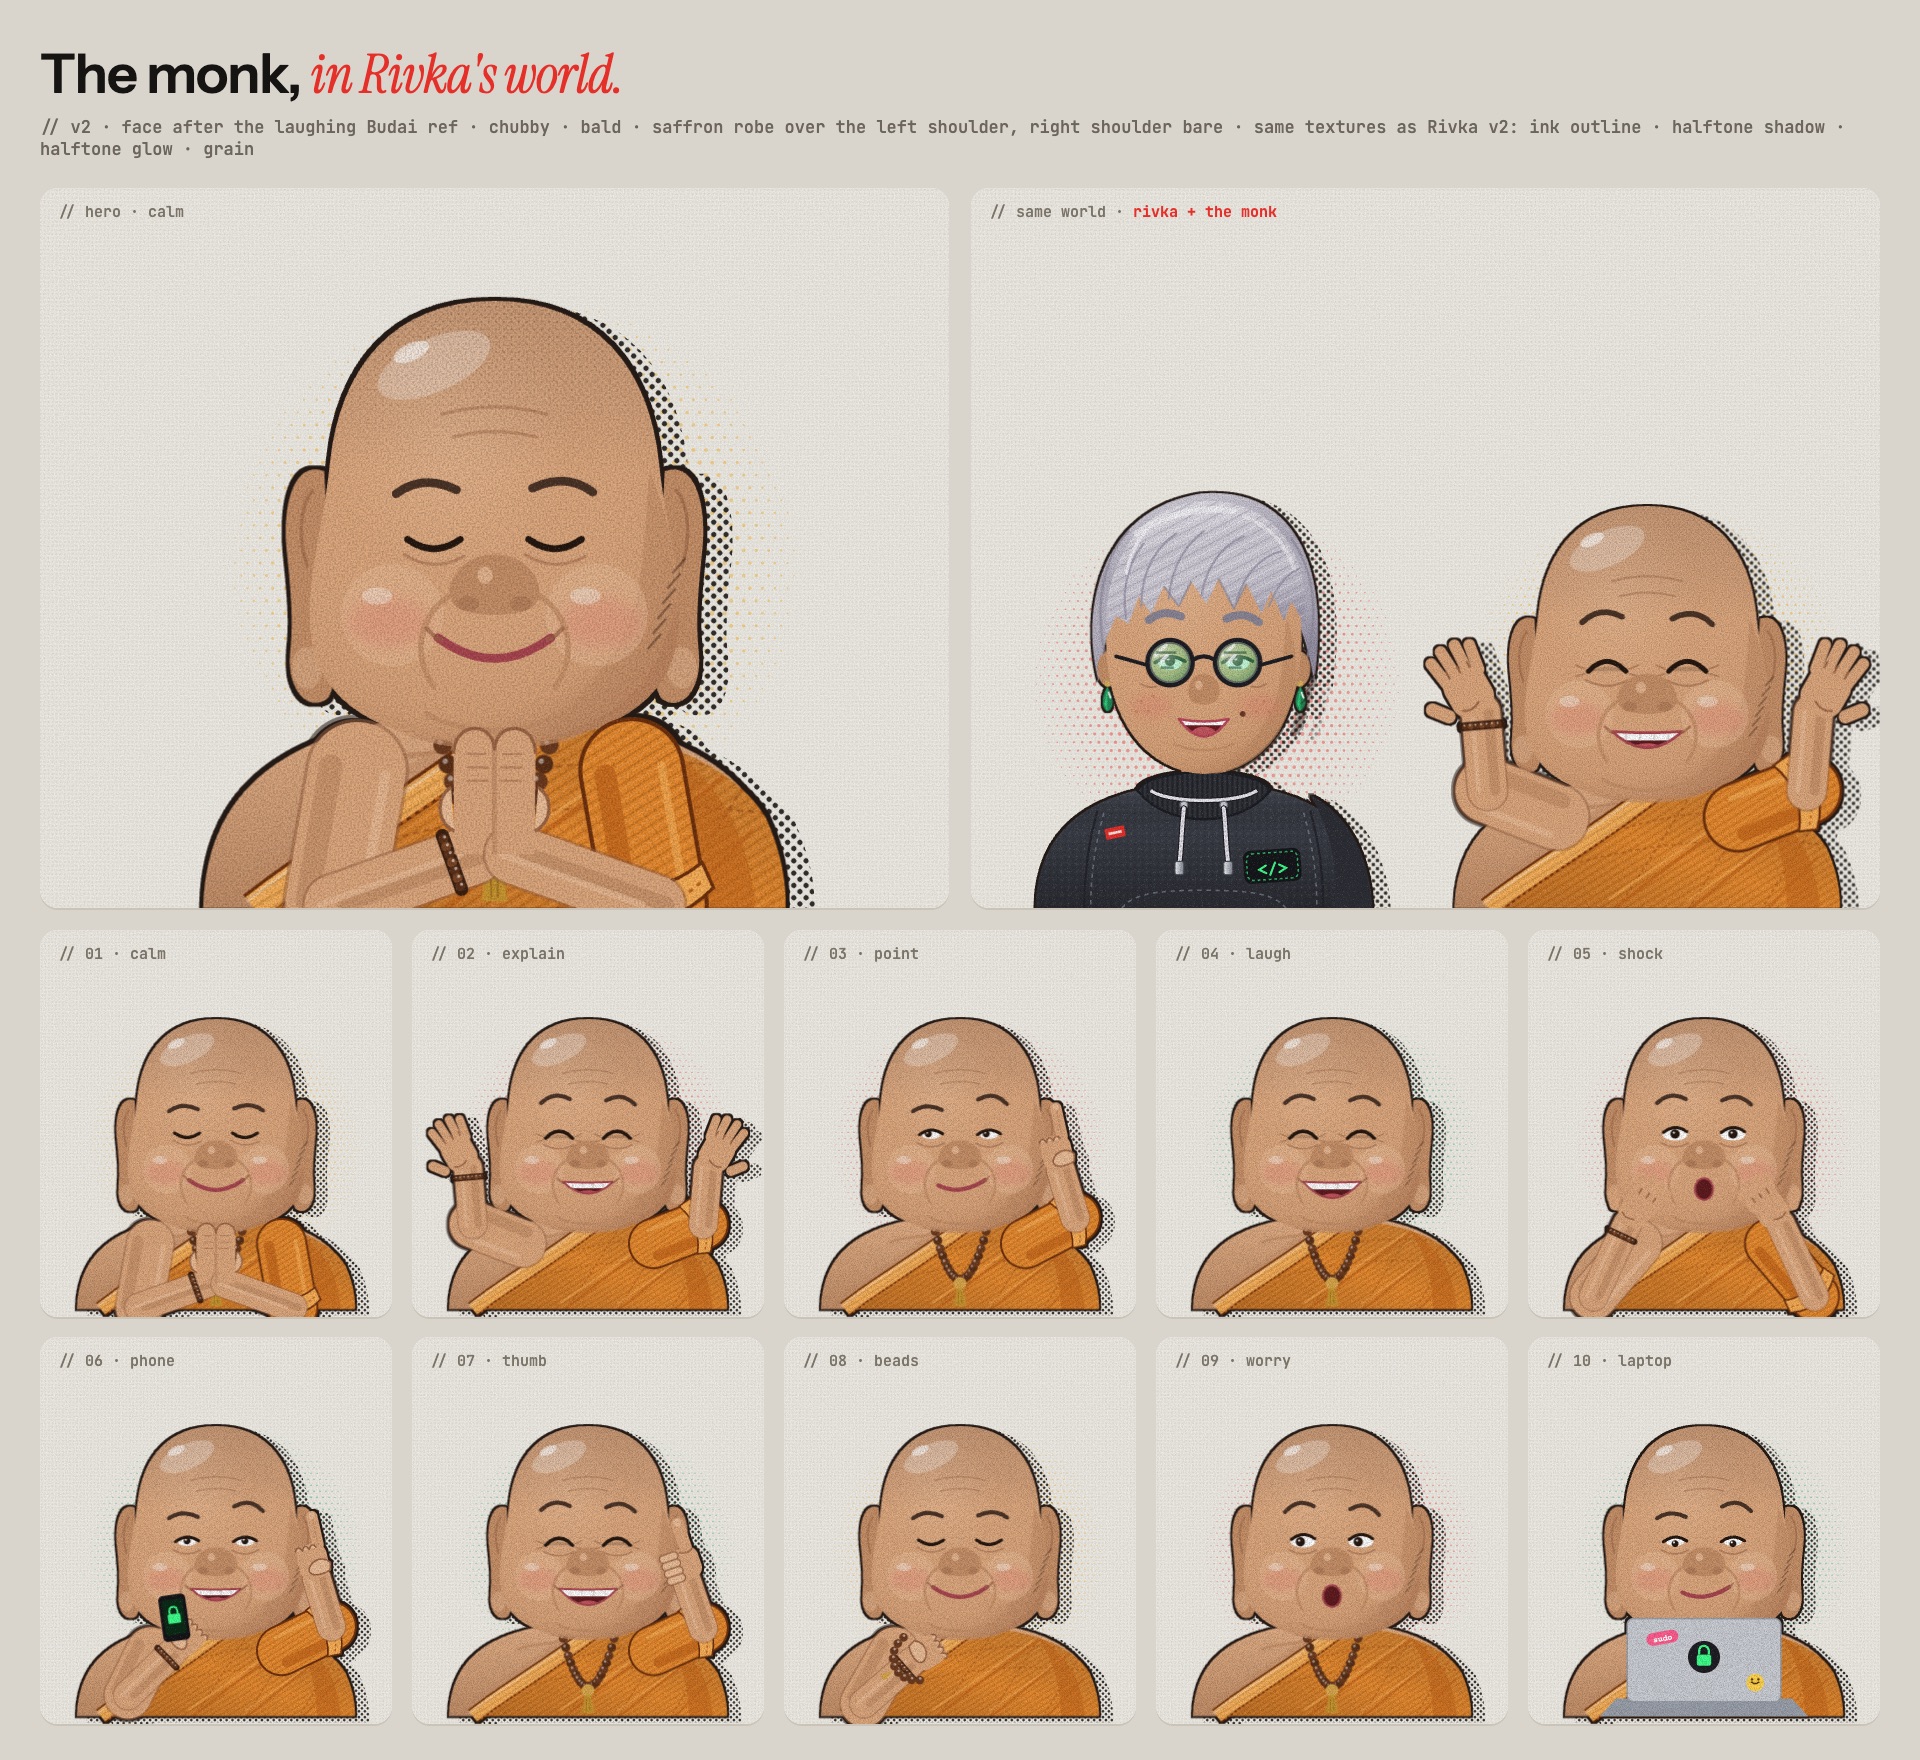 The monk, in Rivka's world.
// v2 · face after the laughing Budai ref · chubby · bald · saffron robe over the left shoulder, right shoulder bare · same textures as Rivka v2: ink outline · halftone shadow ·
halftone glow · grain
// hero · calm
// same world · rivka + the monk
</>
// 01 · calm
// 02 · explain
// 03 · point
// 04 · laugh
// 05 · shock
// 06 · phone
// 07 · thumb
// 08 · beads
// 09 · worry
// 10 · laptop
sudo